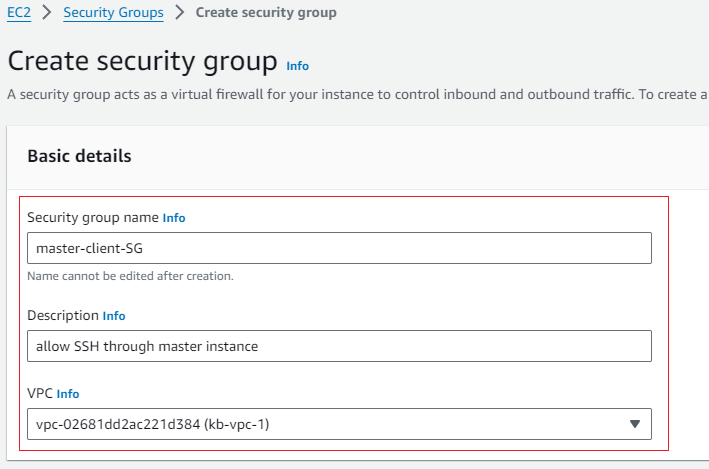 EC2 > Security Groups > Create security group
Create security group Info
A security group acts as a virtual firewall for your instance to control inbound and outbound traffic. To create a
Basic details
Security group name Info
master-client-SG
Name cannot be edited after creation.
Description Info
allow SSH through master instance
VPC Info
vpc-02681dd2ac221d384 (kb-vpc-1)